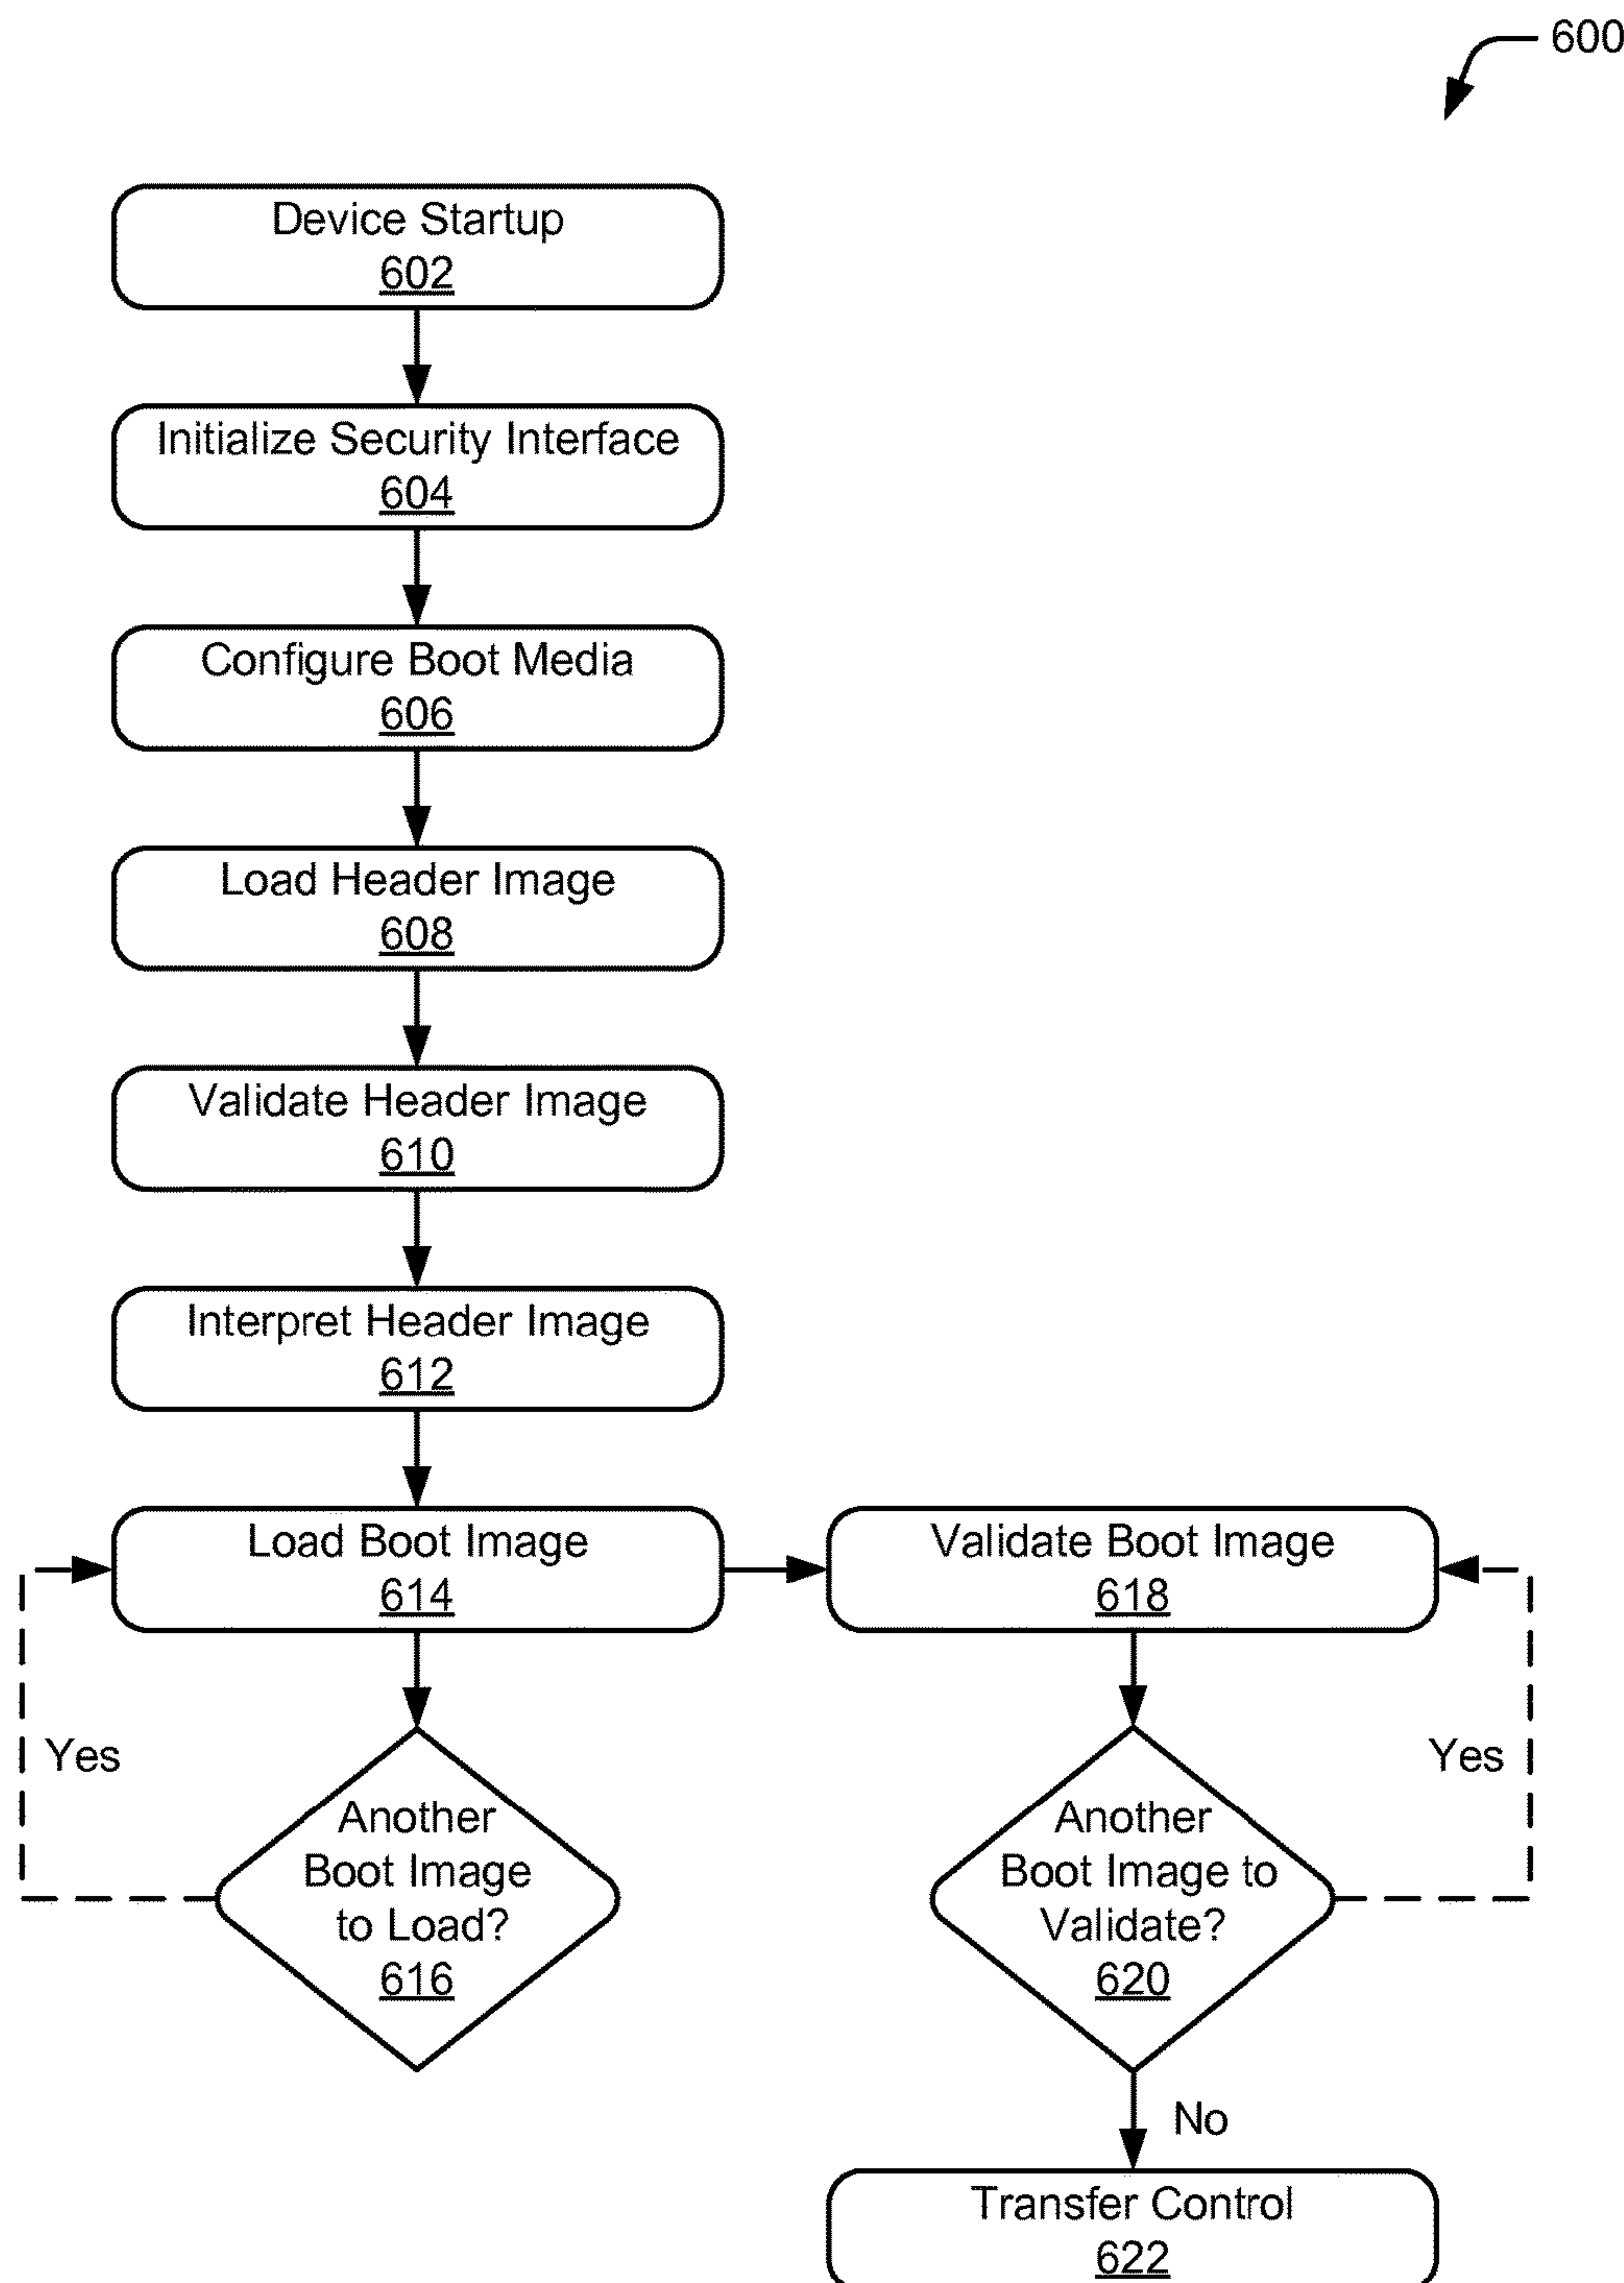 600
Device Startup
602
Initialize Security Interface
604
Configure Boot Media
606
Load Header Image
608
Validate Header Image
610
Interpret Header Image
612
Load Boot Image
614
Validate Boot Image
618
Yes
Another
Boot Image
to Load?
616
Yes
Another
Boot Image to
Validate?
620
No
Transfer Control
622